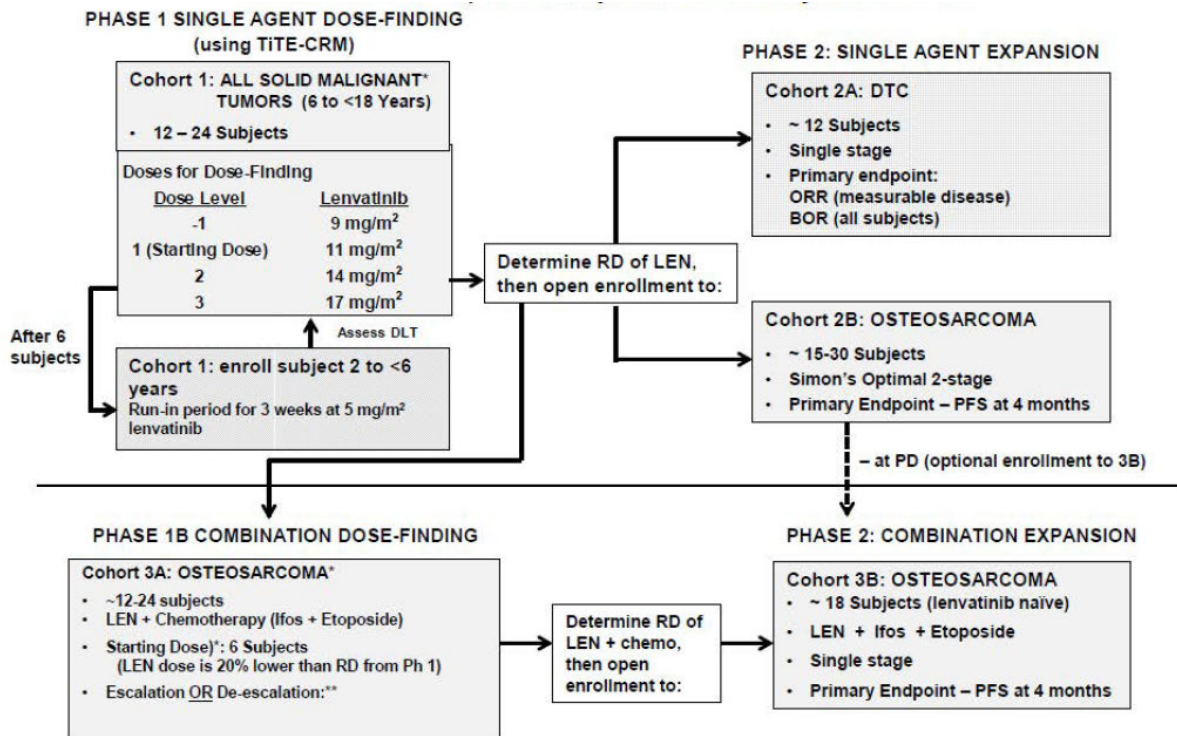 PHASE 1 SINGLE AGENT DOSE-FINDING
(using TiTE-CRM)
Cohort 1: ALL SOLID MALIGNANT*
TUMORS (6 to <18 Years)
• 12 – 24 Subjects
Doses for Dose-Finding
Dose Level Lenvatinib
-1 9 mg/m²
1 (Starting Dose) 11 mg/m²
2 14 mg/m²
3 17 mg/m²
After 6
subjects
Assess DLT
Cohort 1: enroll subject 2 to <6
years
Run-in period for 3 weeks at 5 mg/m²
lenvatinib
Determine RD of LEN,
then open enrollment to:
PHASE 2: SINGLE AGENT EXPANSION
Cohort 2A: DTC
• ~ 12 Subjects
• Single stage
• Primary endpoint:
ORR (measurable disease)
BOR (all subjects)
Cohort 2B: OSTEOSARCOMA
• ~ 15-30 Subjects
• Simon's Optimal 2-stage
• Primary Endpoint – PFS at 4 months
– at PD (optional enrollment to 3B)
PHASE 1B COMBINATION DOSE-FINDING
Cohort 3A: OSTEOSARCOMA*
• ~12-24 subjects
• LEN + Chemotherapy (Ifos + Etoposide)
• Starting Dose)*: 6 Subjects
(LEN dose is 20% lower than RD from Ph 1)
• Escalation OR De-escalation:**
Determine RD of
LEN + chemo,
then open
enrollment to:
PHASE 2: COMBINATION EXPANSION
Cohort 3B: OSTEOSARCOMA
• ~ 18 Subjects (lenvatinib naïve)
• LEN + Ifos + Etoposide
• Single stage
• Primary Endpoint – PFS at 4 months